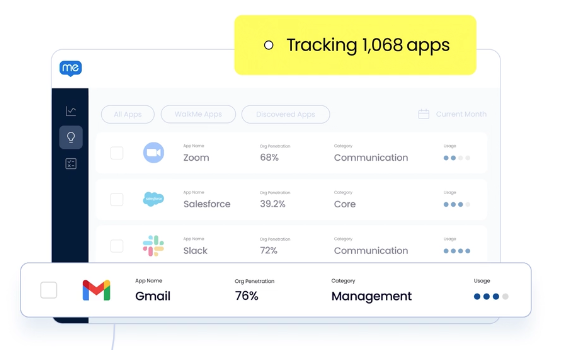 Tracking 1,068 apps
me
All Apps
WalkMe Apps
Discovered Apps
Current Month
App Name Org Penetration Category Usage
Zoom 68% Communication
App Name Org Penetration Category Usage
Salesforce 39.2% Core
App Name Org Penetration Category Usage
Slack 72% Communication
App Name Org Penetration Category Usage
Gmail 76% Management